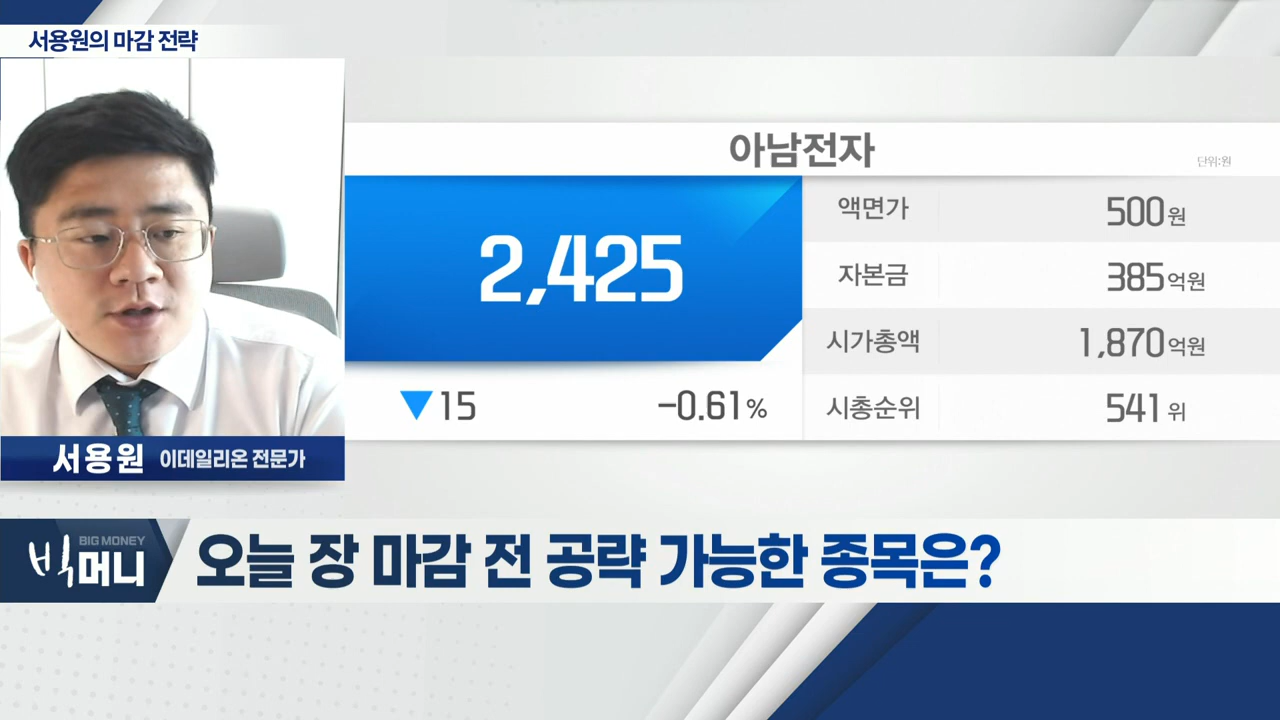 서용원의 마감 전략
아남전자
단위:원
2,425
▼15 -0.61%
액면가 500원
자본금 385억원
시가총액 1,870억원
시총순위 541위
서용원 이데일리온 전문가
BIG MONEY
빅머니
오늘 장 마감 전 공략 가능한 종목은?